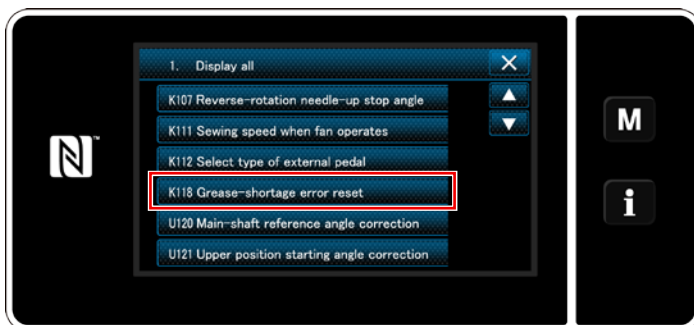 1. Display all
K107 Reverse-rotation needle-up stop angle
K111 Sewing speed when fan operates
K112 Select type of external pedal
K118 Grease-shortage error reset
U120 Main-shaft reference angle correction
U121 Upper position starting angle correction
N
M
i